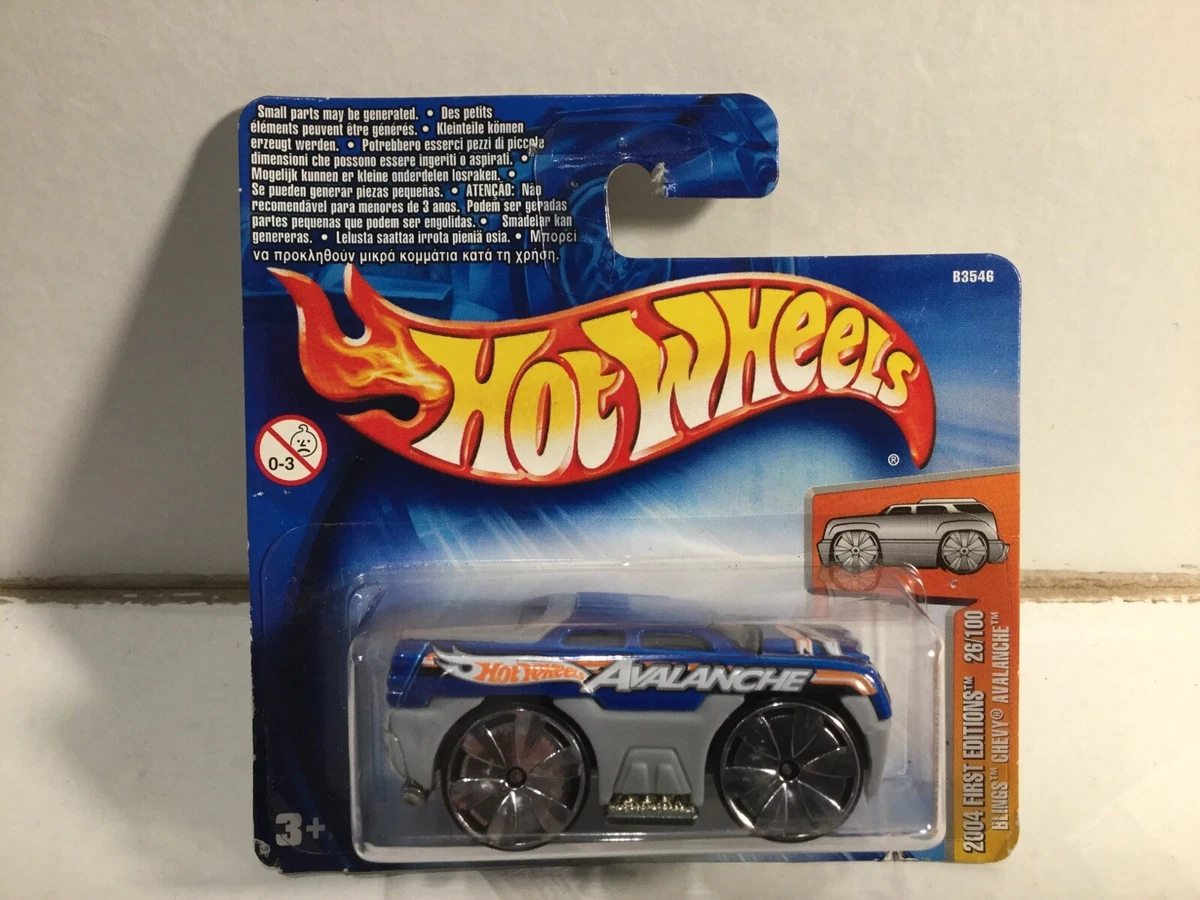 Small parts may be generated. • Des petits
éléments peuvent être générés. • Kleinteile können
erzeugt werden. • Potrebbero esserci pezzi di piccole
dimensioni che possono essere ingeriti o aspirati. •
Mogelijk kunnen er kleine onderdelen losraken. •
Se pueden generar piezas pequeñas. • ATENÇÃO: Não
recomendável para menores de 3 anos. Podem ser geradas
partes pequenas que podem ser engolidas. • Smådelar kan
genereras. • Lelusta saattaa irrota pieniä osia. • Μπορεί
να προκληθούν μικρά κομμάτια κατά τη χρήση.
B3546
HOT WHEELS
®
0-3
HOT WHEELS AVALANCHE
3+
2004 FIRST EDITIONS™ 26/100
BLINGS™ CHEVY® AVALANCHE™